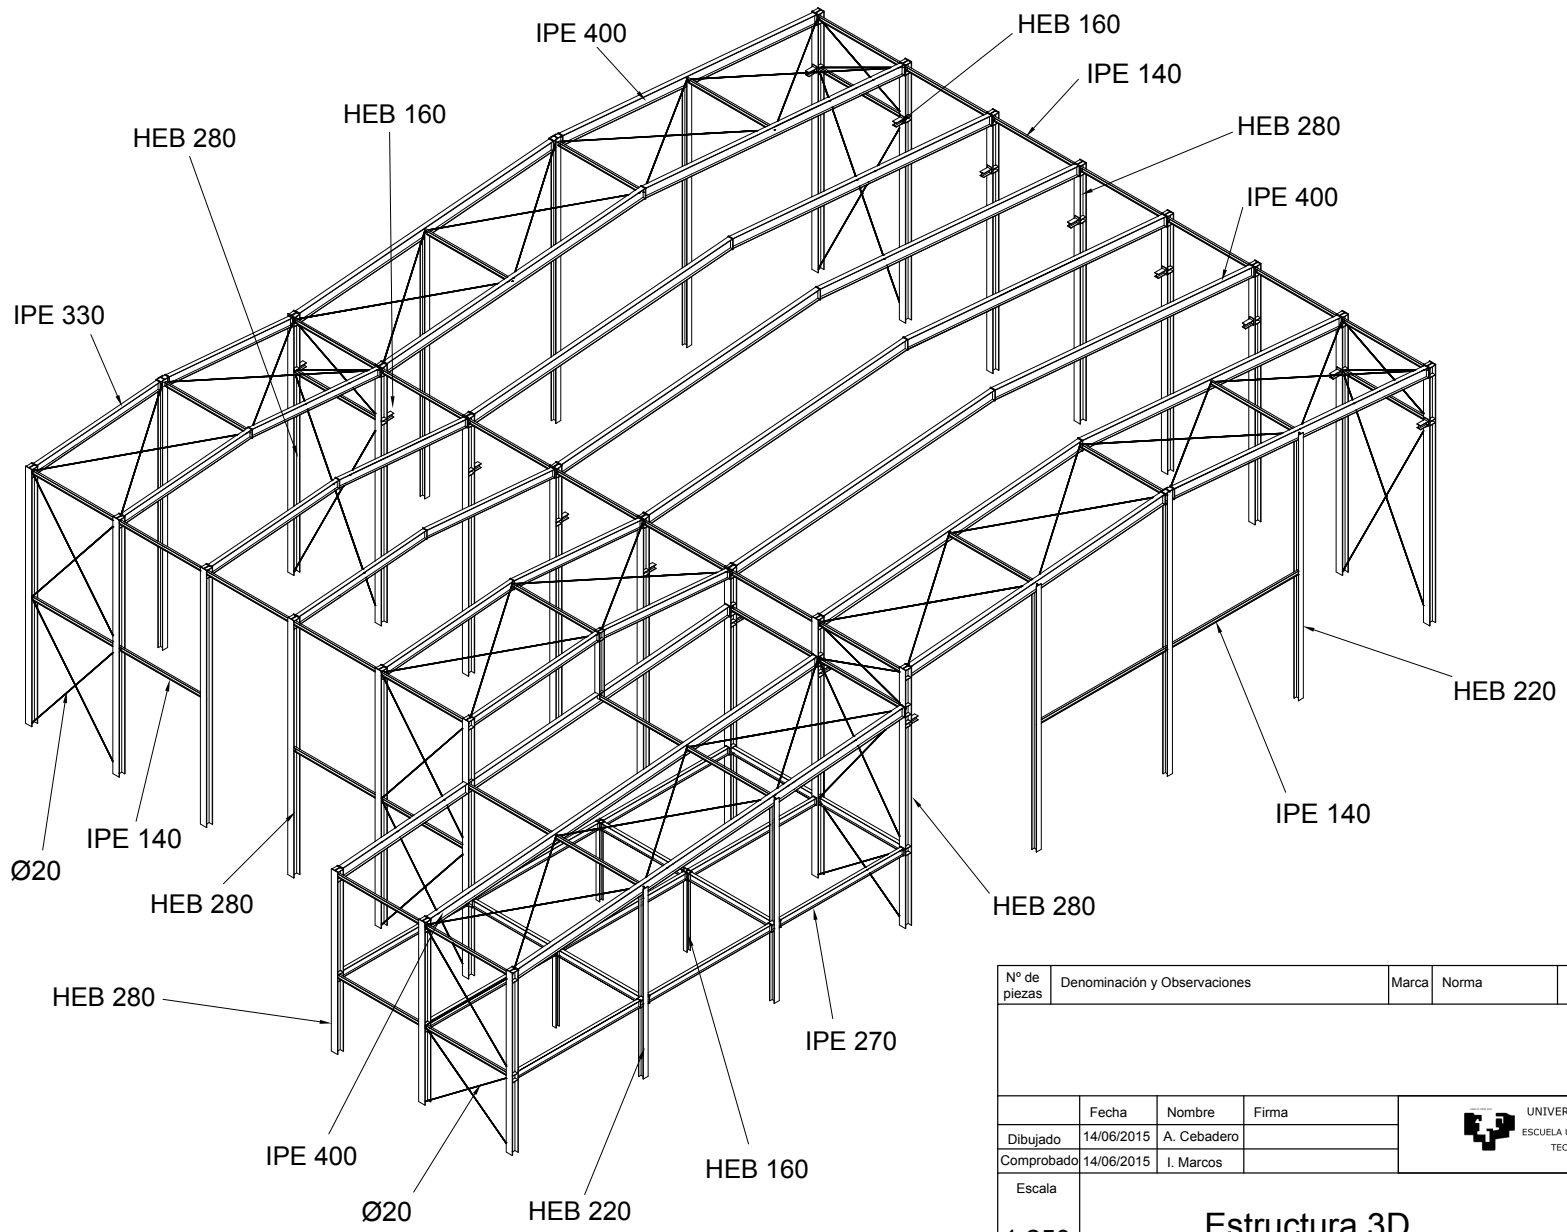 IPE 400
HEB 160
IPE 140
HEB 160
HEB 280
HEB 280
IPE 400
IPE 330
HEB 220
IPE 140
IPE 140
Ø20
HEB 280
HEB 280
HEB 280
IPE 270
IPE 400
HEB 160
Ø20
HEB 220
Nº de piezas
Denominación y Observaciones
Marca
Norma
Fecha
Nombre
Firma
Dibujado
14/06/2015
A. Cebadero
Comprobado
14/06/2015
I. Marcos
UNIVER
ESCUELA U
TEC
Escala
Estructura 3D